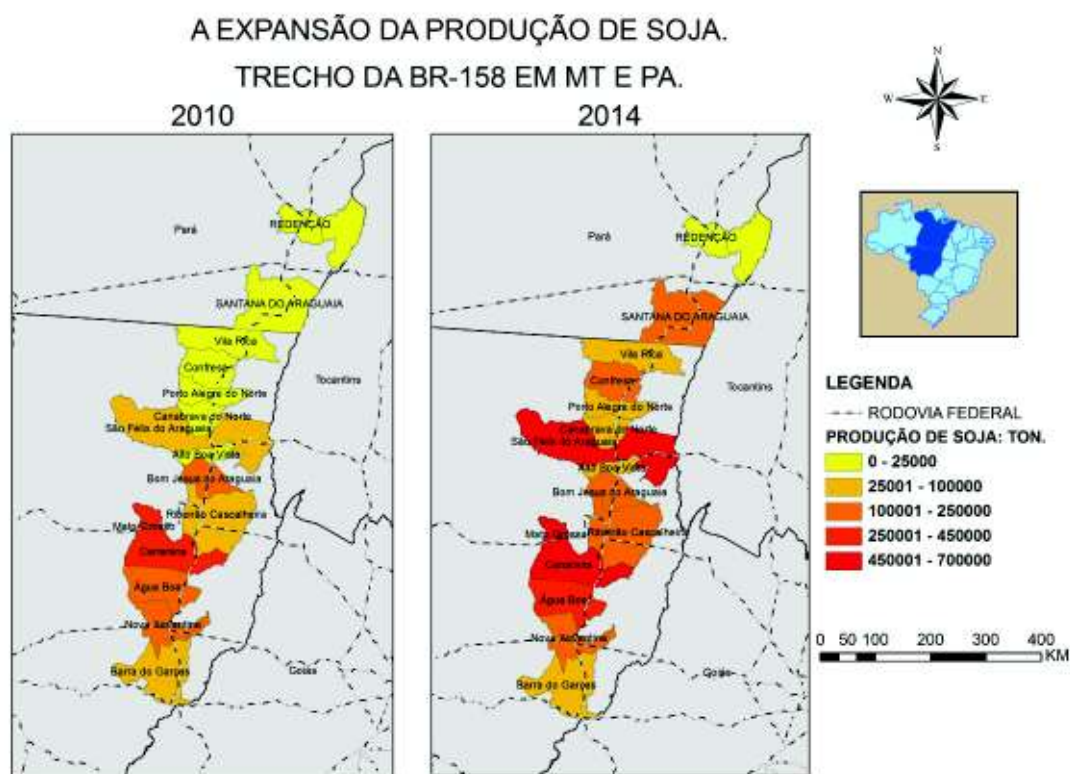 A EXPANSÃO DA PRODUÇÃO DE SOJA.
TRECHO DA BR-158 EM MT E PA.
2010
2014
N
W
E
S
Pará
REDENÇÃO
SANTANA DO ARAGUAIA
Vila Rica
Confresa
Porto Alegre do Norte
Canabrava do Norte
São Félix do Araguaia
Alto Boa Vista
Bom Jesus do Araguaia
Ribeirão Cascalheira
Mato Grosso
Canarana
Água Boa
Nova Xavantina
Barra do Garças
Tocantins
Goiás
Pará
REDENÇÃO
SANTANA DO ARAGUAIA
Vila Rica
Confresa
Porto Alegre do Norte
Canabrava do Norte
São Félix do Araguaia
Alto Boa Vista
Bom Jesus do Araguaia
Ribeirão Cascalheira
Mato Grosso
Canarana
Água Boa
Nova Xavantina
Barra do Garças
Tocantins
Goiás
LEGENDA
RODOVIA FEDERAL
PRODUÇÃO DE SOJA: TON.
0 - 25000
25001 - 100000
100001 - 250000
250001 - 450000
450001 - 700000
0 50 100 200 300 400
KM